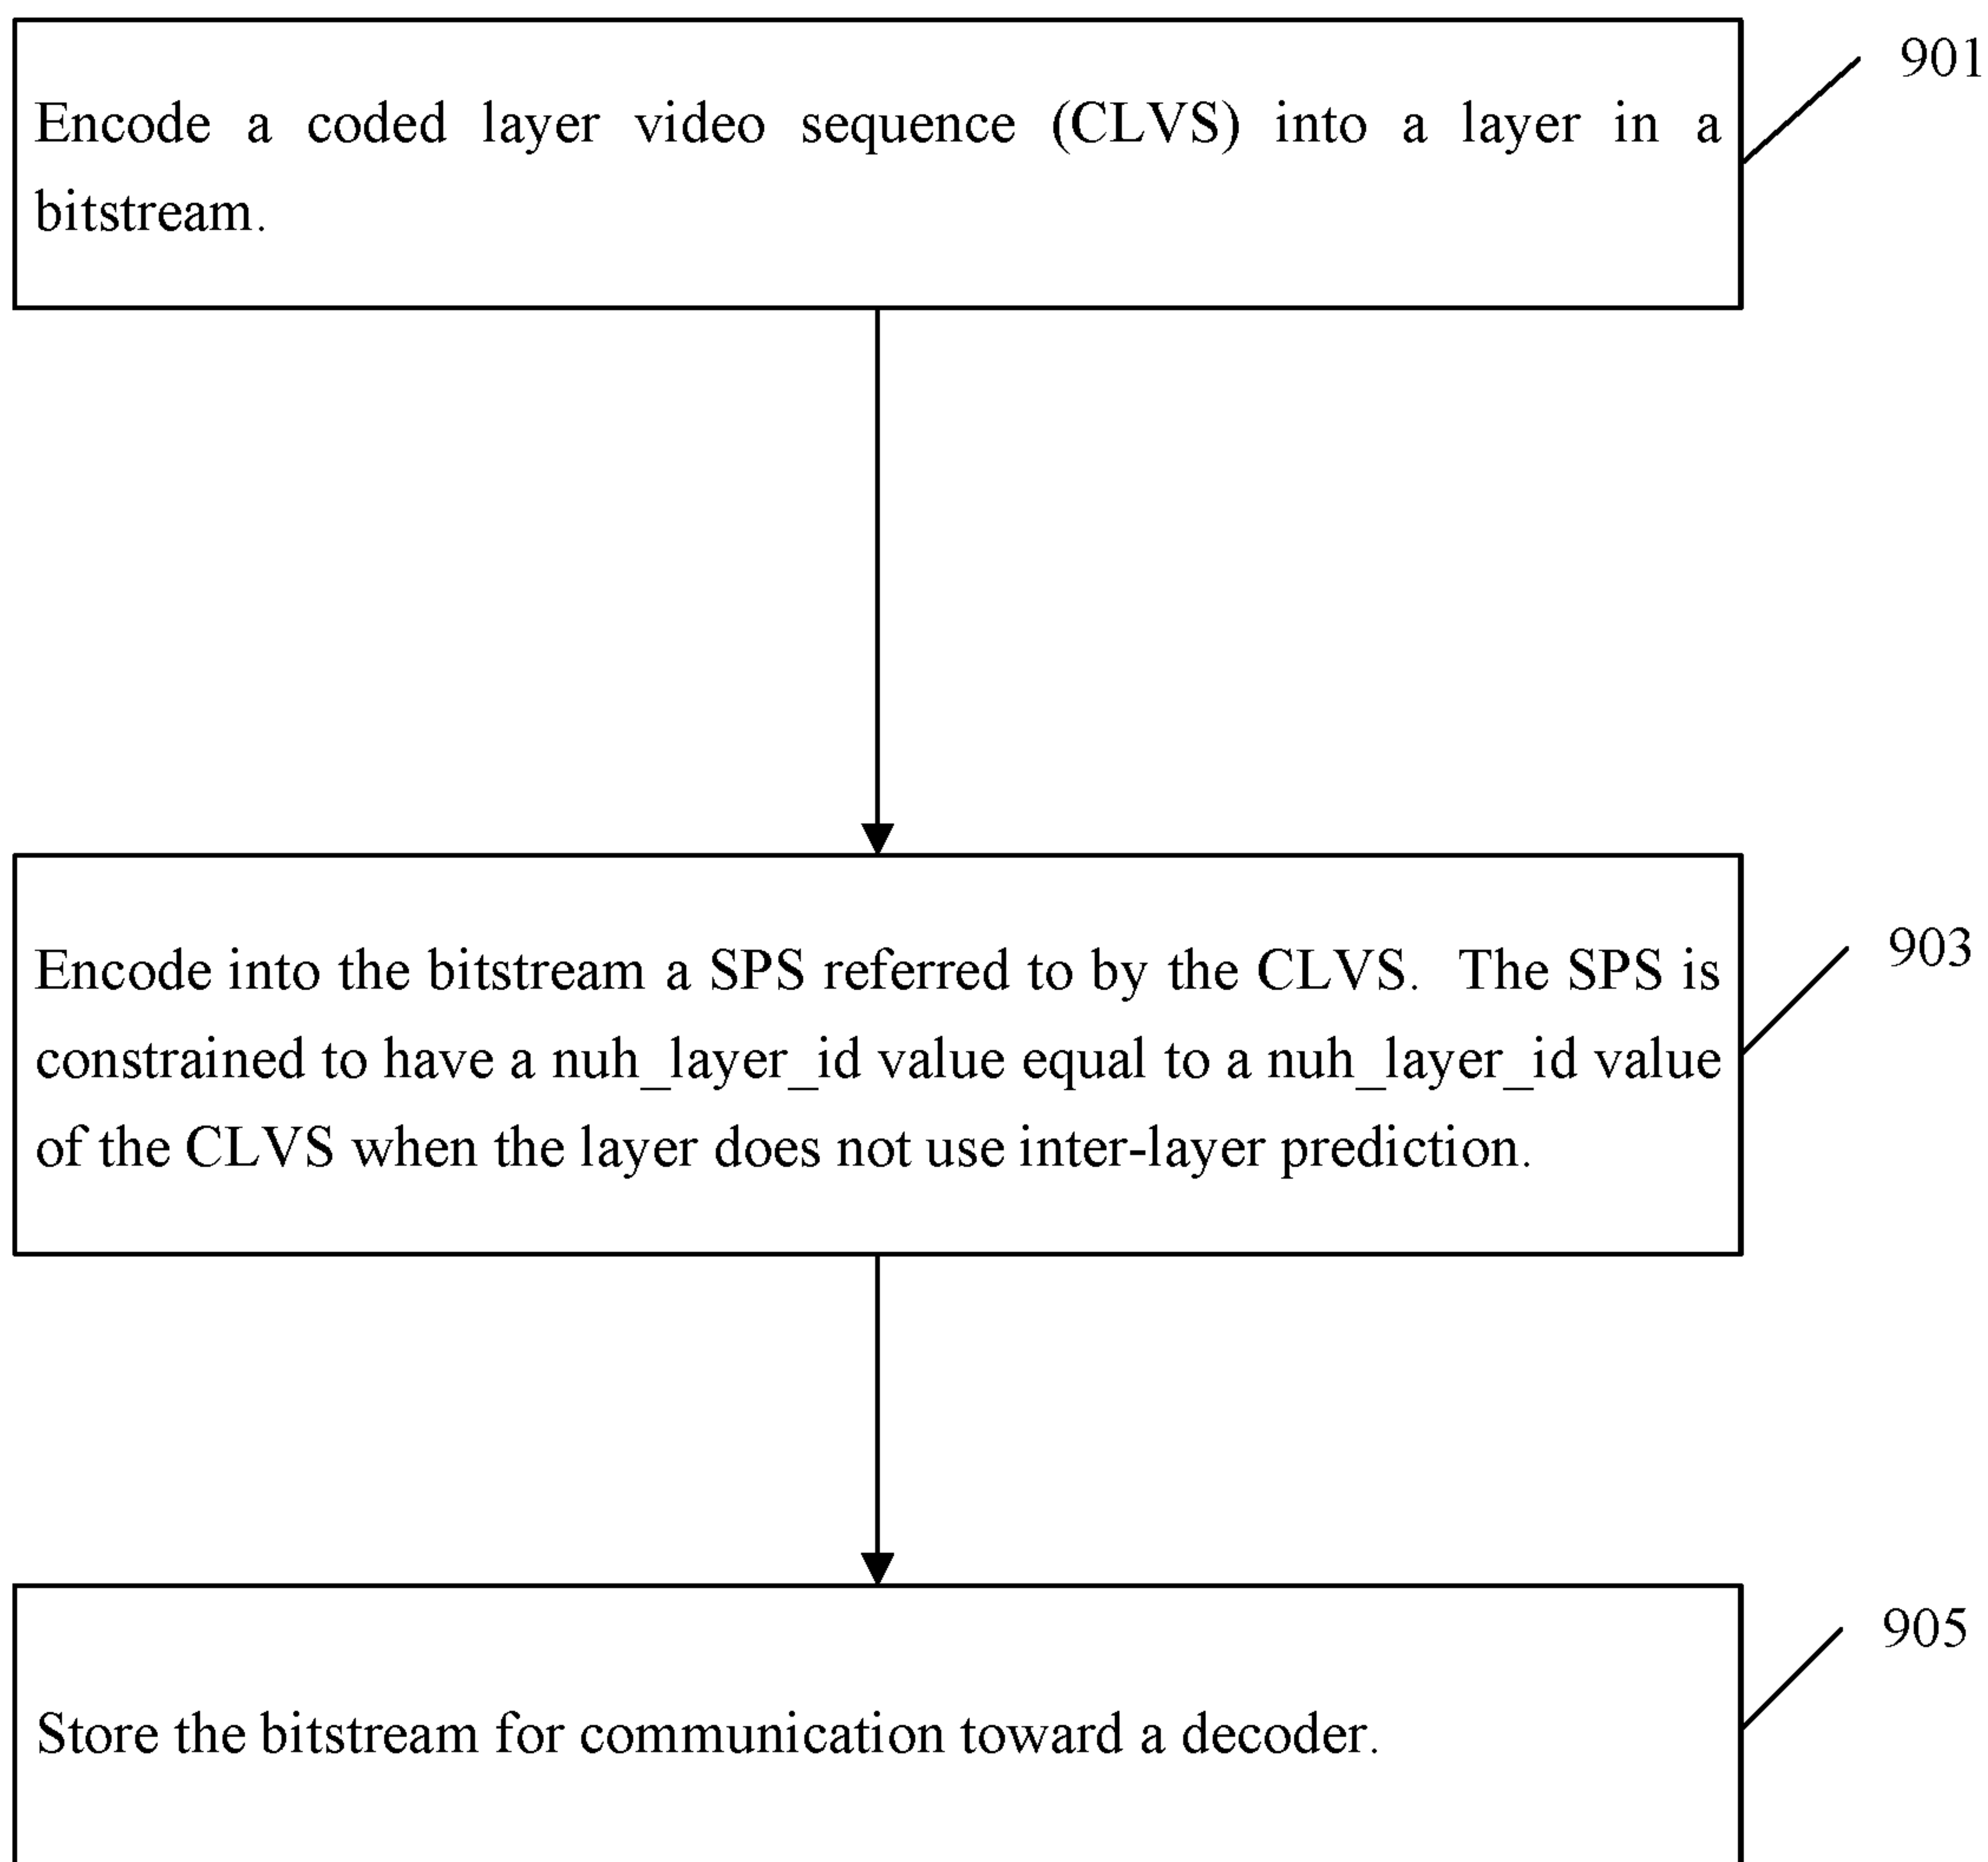 901
Encode a coded layer video sequence (CLVS) into a layer in a
bitstream.
903
Encode into the bitstream a SPS referred to by the CLVS. The SPS is
constrained to have a nuh_layer_id value equal to a nuh_layer_id value
of the CLVS when the layer does not use inter-layer prediction.
905
Store the bitstream for communication toward a decoder.